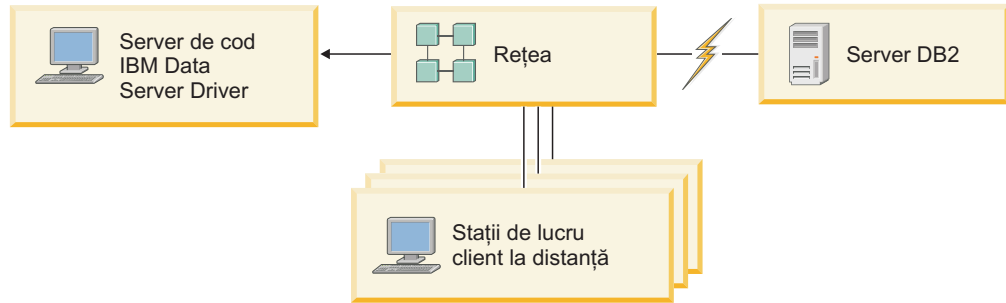 Server de cod
IBM Data
Server Driver
Rețea
Server DB2
Stații de lucru
client la distanță